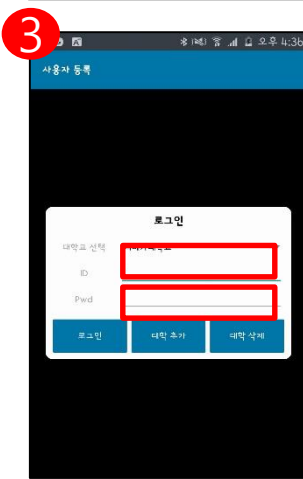 3
오후 4:36
사용자 등록
로그인
대학교 선택
ID
Pwd
로그인 대학 추가 대학 삭제